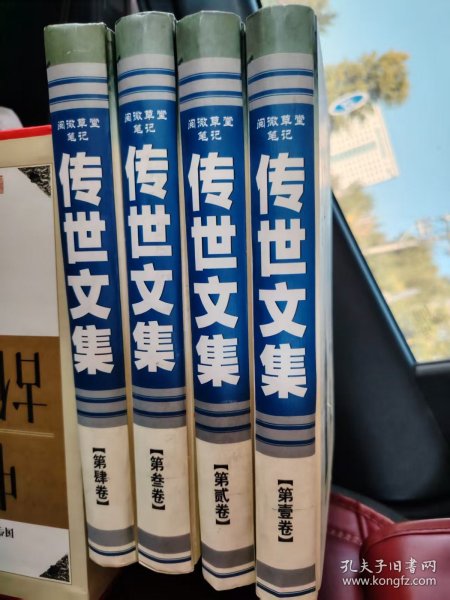 阅微草堂
笔记
传世文集
【第肆卷】
阅微草堂
笔记
传世文集
【第叁卷】
阅微草堂
笔记
传世文集
【第贰卷】
阅微草堂
笔记
传世文集
【第壹卷】
孔夫子旧书网
www.kongfz.com